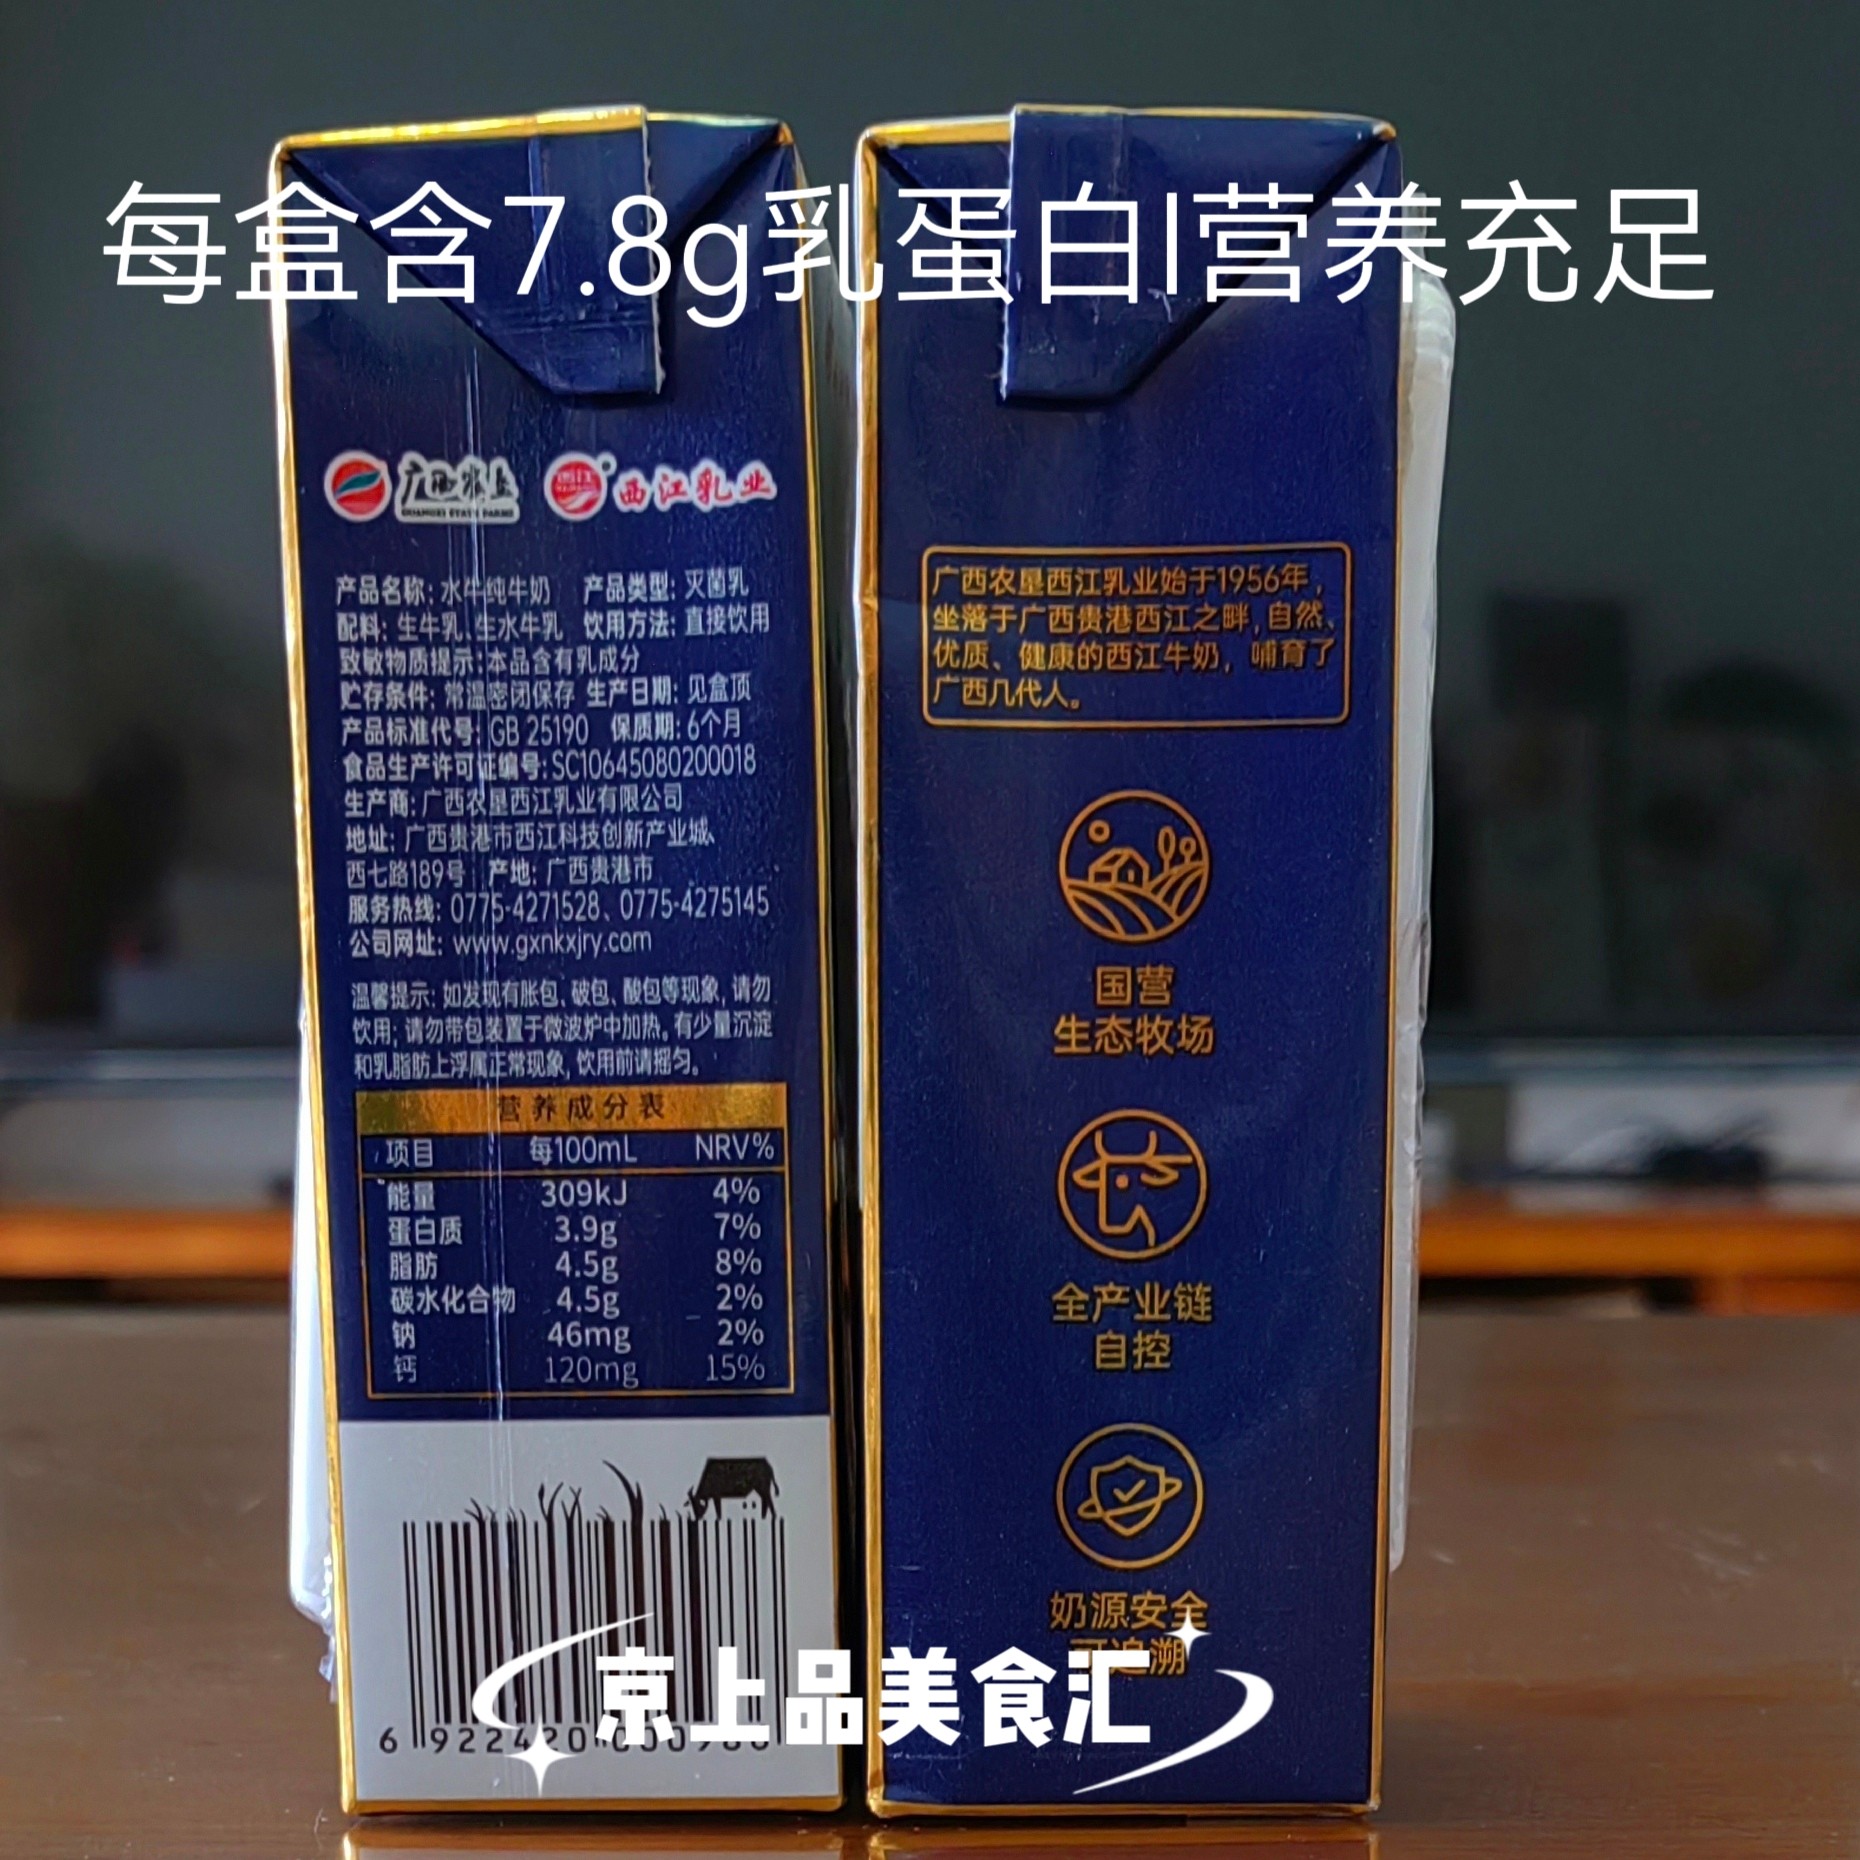 每盒含7.8g乳蛋白|营养充足
广西农垦
GUANGXI STATE FARMS
西江乳业
产品名称: 水牛纯牛奶 产品类型: 灭菌乳
配料: 生牛乳、生水牛乳 饮用方法: 直接饮用
致敏物质提示: 本品含有乳成分
贮存条件: 常温密闭保存 生产日期: 见盒顶
产品标准代号: GB 25190 保质期: 6个月
食品生产许可证编号: SC10645080200018
生产商: 广西农垦西江乳业有限公司
地址: 广西贵港市西江科技创新产业城、
西七路189号 产地: 广西贵港市
服务热线: 0775-4271528、0775-4275145
公司网址: www.gxnkxjry.com
温馨提示: 如发现有胀包、破包、酸包等现象, 请勿
饮用; 请勿带包装置于微波炉中加热。有少量沉淀
和乳脂肪上浮属正常现象, 饮用前请摇匀。
营养成分表
项目 每100mL NRV%
能量 309kJ 4%
蛋白质 3.9g 7%
脂肪 4.5g 8%
碳水化合物 4.5g 2%
钠 46mg 2%
钙 120mg 15%
广西农垦西江乳业始于1956年,
坐落于广西贵港西江之畔, 自然、
优质、健康的西江牛奶, 哺育了
广西几代人。
国营
生态牧场
全产业链
自控
奶源安全
可追溯
京上品美食汇